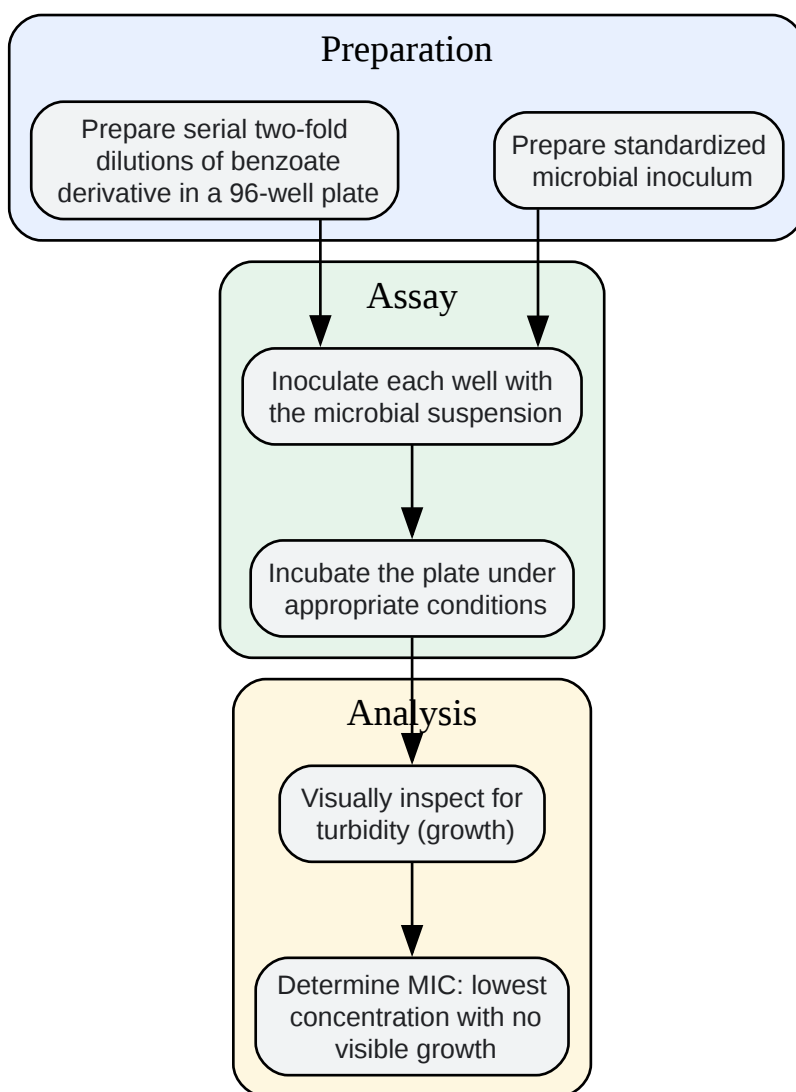 Preparation
Prepare serial two-fold
dilutions of benzoate
derivative in a 96-well plate
Prepare standardized
microbial inoculum
Assay
Inoculate each well with
the microbial suspension
Incubate the plate under
appropriate conditions
Analysis
Visually inspect for
turbidity (growth)
Determine MIC: lowest
concentration with no
visible growth